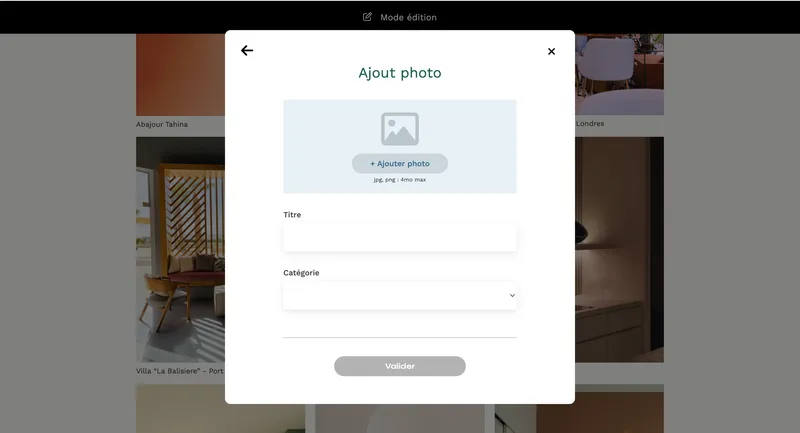 Mode édition
Ajout photo
+ Ajouter photo
jpg, png : 4mo max
Titre
Catégorie
Valider
Abajour Tahina
Londres
Villa “La Balisiere” - Port